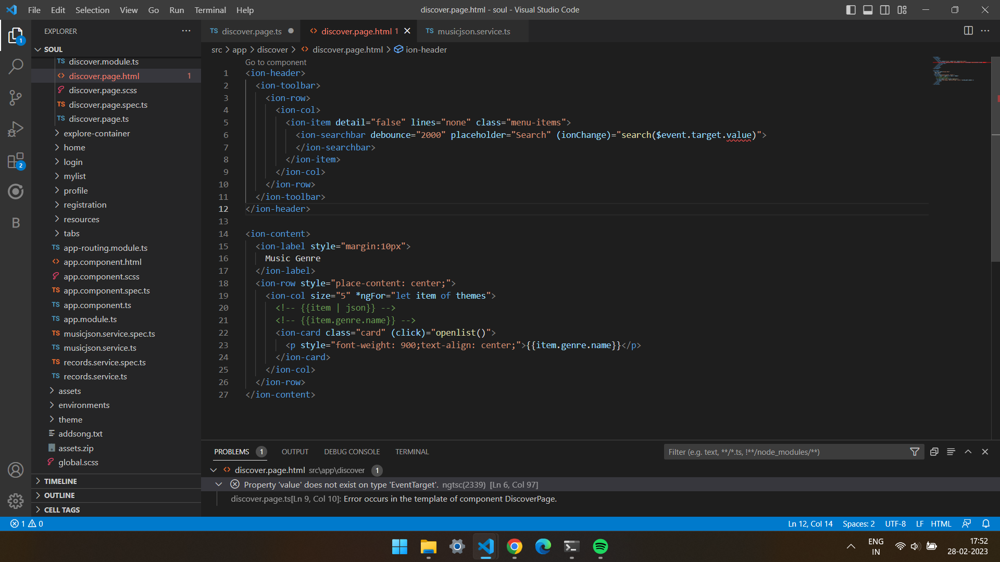 File Edit Selection View Go Run Terminal Help
discover.page.html - soul - Visual Studio Code
EXPLORER
SOUL
TS discover.module.ts
discover.page.html 1
discover.page.scss
TS discover.page.spec.ts
TS discover.page.ts
explore-container
home
login
mylist
profile
registration
resources
tabs
TS app-routing.module.ts
app.component.html
app.component.scss
TS app.component.spec.ts
TS app.component.ts
TS app.module.ts
TS musicjson.service.spec.ts
TS musicjson.service.ts
TS records.service.spec.ts
TS records.service.ts
assets
environments
theme
addsong.txt
assets.zip
global.scss
TIMELINE
OUTLINE
CELL TAGS
1
2
B
TS discover.page.ts
<> discover.page.html 1
TS musicjson.service.ts
src > app > discover > <> discover.page.html > ion-header
Go to component
1 <ion-header>
2 <ion-toolbar>
3 <ion-row>
4 <ion-col>
5 <ion-item detail="false" lines="none" class="menu-items">
6 <ion-searchbar debounce="2000" placeholder="Search" (ionChange)="search($event.target.value)">
7 </ion-searchbar>
8 </ion-item>
9 </ion-col>
10 </ion-row>
11 </ion-toolbar>
12 </ion-header>
13
14 <ion-content>
15 <ion-label style="margin:10px">
16 Music Genre
17 </ion-label>
18 <ion-row style="place-content: center;">
19 <ion-col size="5" *ngFor="let item of themes">
20 <!-- {{item | json}} -->
21 <!-- {{item.genre.name}} -->
22 <ion-card class="card" (click)="openlist()">
23 <p style="font-weight: 900;text-align: center;">{{item.genre.name}}</p>
24 </ion-card>
25 </ion-col>
26 </ion-row>
27 </ion-content>
PROBLEMS 1 OUTPUT DEBUG CONSOLE TERMINAL
Filter (e.g. text, **/*.ts, !**/node_modules/**)
<> discover.page.html src\app\discover 1
Property 'value' does not exist on type 'EventTarget'. ngtsc(2339) [Ln 6, Col 97]
discover.page.ts[Ln 9, Col 10]: Error occurs in the template of component DiscoverPage.
1 0
Ln 12, Col 14 Spaces: 2 UTF-8 LF HTML
ENG
IN
17:52
28-02-2023